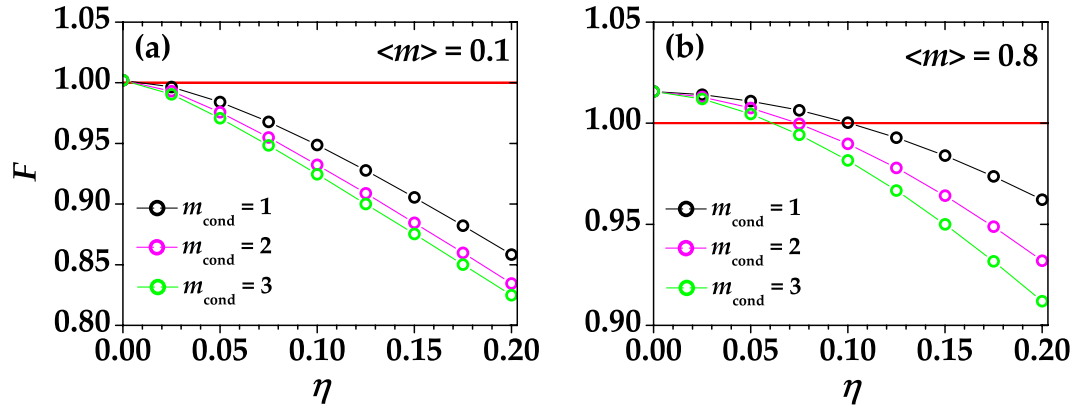 (a)
<m> = 0.1
F
1.05
1.00
0.95
0.90
0.85
0.80
m_cond = 1
m_cond = 2
m_cond = 3
0.00 0.05 0.10 0.15 0.20
η
(b)
<m> = 0.8
1.05
1.00
0.95
0.90
m_cond = 1
m_cond = 2
m_cond = 3
0.00 0.05 0.10 0.15 0.20
η